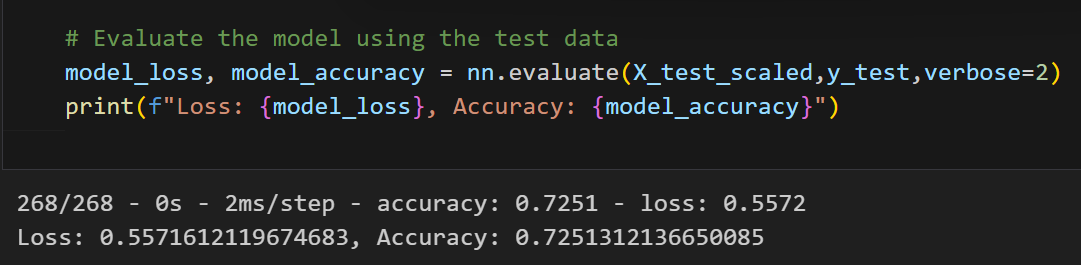 # Evaluate the model using the test data
model_loss, model_accuracy = nn.evaluate(X_test_scaled,y_test,verbose=2)
print(f"Loss: {model_loss}, Accuracy: {model_accuracy}")
268/268 - 0s - 2ms/step - accuracy: 0.7251 - loss: 0.5572
Loss: 0.5571612119674683, Accuracy: 0.7251312136650085